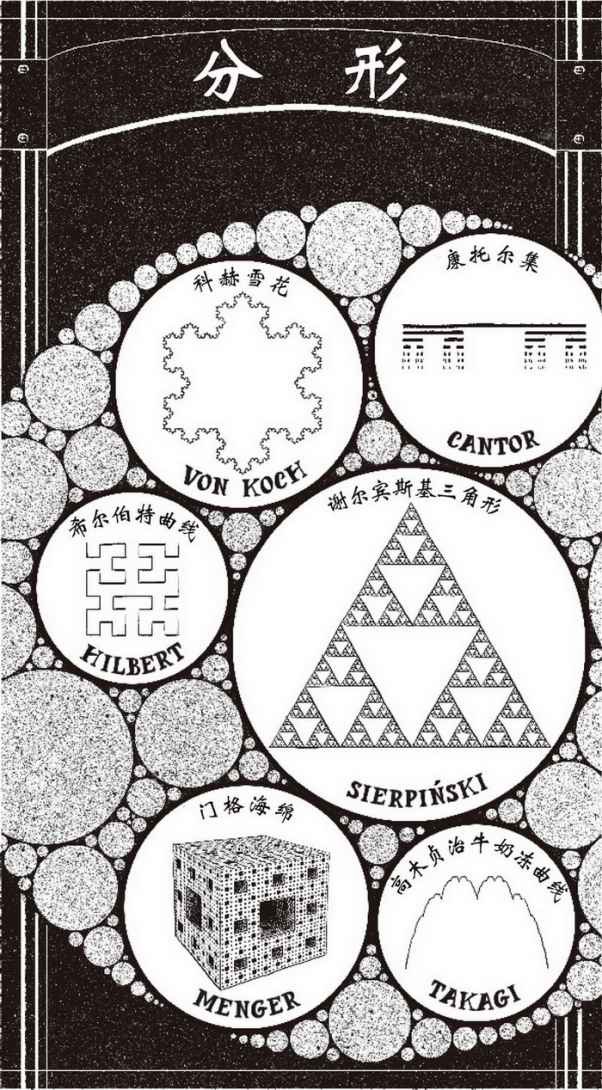 分形
科赫雪花
VON KOCH
康托尔集
CANTOR
希尔伯特曲线
HILBERT
谢尔宾斯基三角形
SIERPIŃSKI
门格海绵
MENGER
高木贞治牛奶冻曲线
TAKAGI